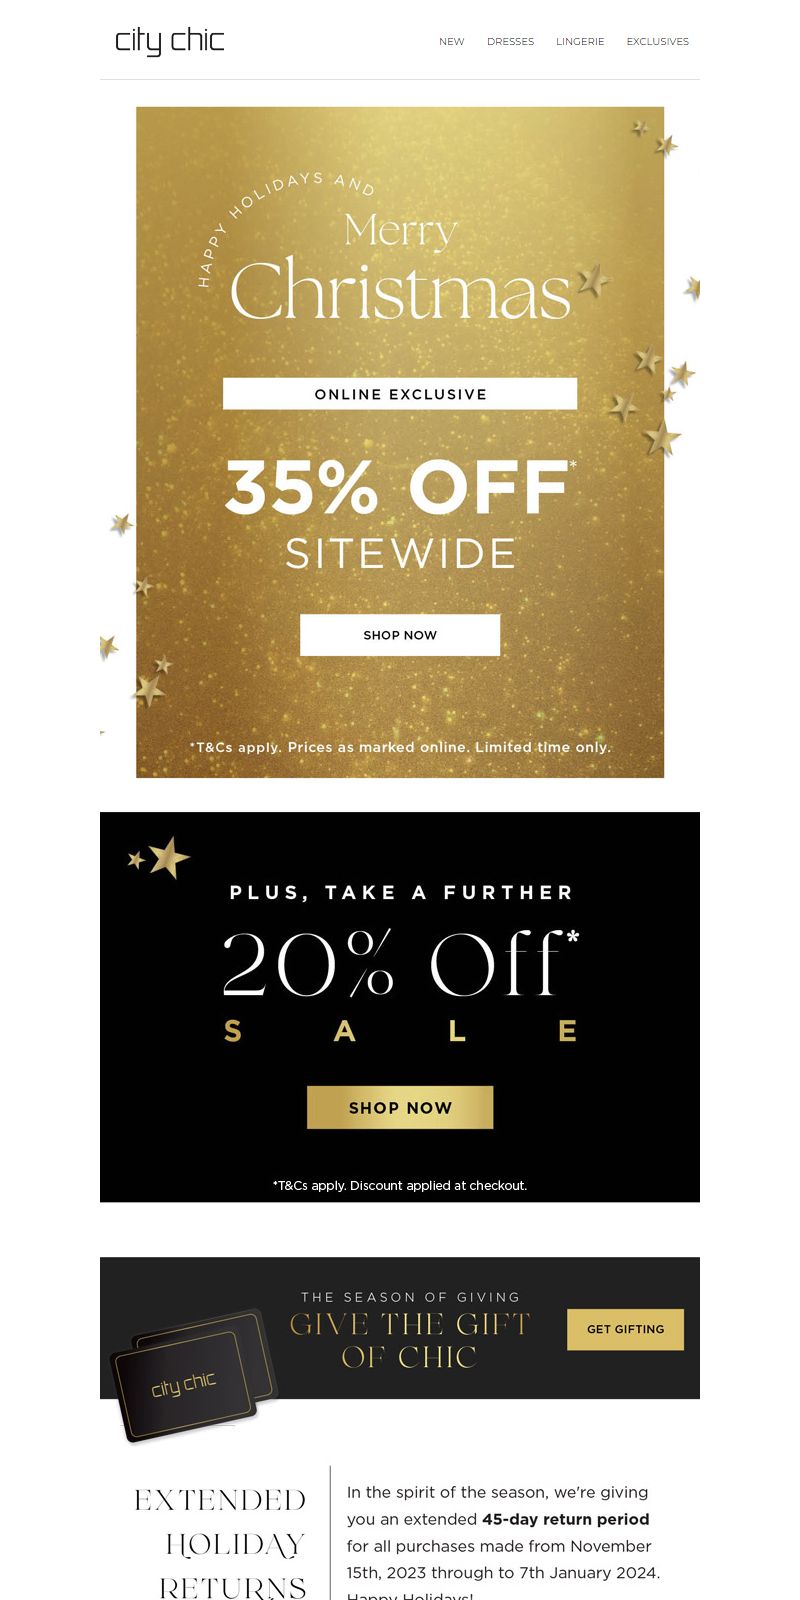 city chic
NEW DRESSES LINGERIE EXCLUSIVES
HAPPY HOLIDAYS AND
Merry
Christmas
ONLINE EXCLUSIVE
35% OFF*
SITEWIDE
SHOP NOW
*T&Cs apply. Prices as marked online. Limited time only.
PLUS, TAKE A FURTHER
20% Off*
SALE
SHOP NOW
*T&Cs apply. Discount applied at checkout.
THE SEASON OF GIVING
GIVE THE GIFT
OF CHIC
GET GIFTING
city chic
EXTENDED
HOLIDAY
RETURNS
In the spirit of the season, we're giving
you an extended 45-day return period
for all purchases made from November
15th, 2023 through to 7th January 2024.
Happy Holidays!